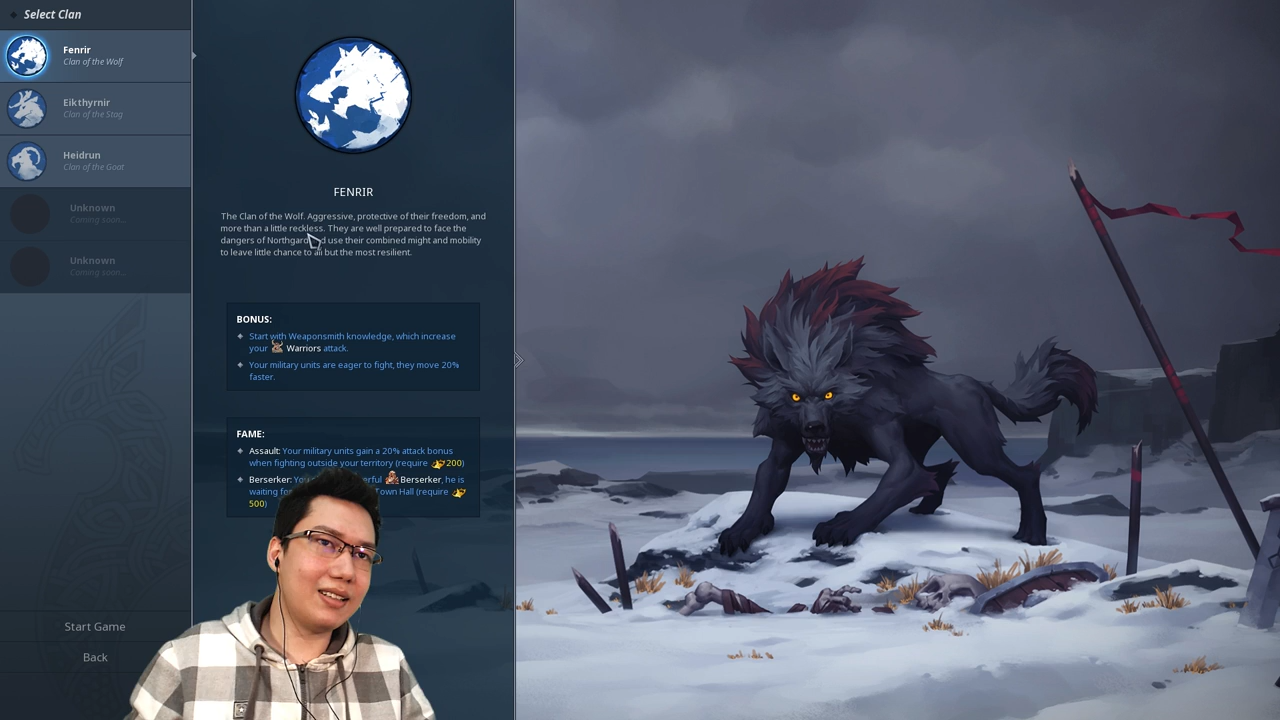 Select Clan
Fenrir
Clan of the Wolf
Eikthyrnir
Clan of the Stag
Heidrun
Clan of the Goat
Unknown
Coming soon...
Unknown
Coming soon...
Start Game
Back
FENRIR
The Clan of the Wolf. Aggressive, protective of their freedom, and
more than a little reckless. They are well prepared to face the
dangers of Northgard use their combined might and mobility
to leave little chance to all but the most resilient.
BONUS:
Start with Weaponsmith knowledge, which increase
your Warriors attack.
Your military units are eager to fight, they move 20%
faster.
FAME:
Assault: Your military units gain a 20% attack bonus
when fighting outside your territory (require 200)
Berserker: Berserker, he is
waiting Town Hall (require
500)